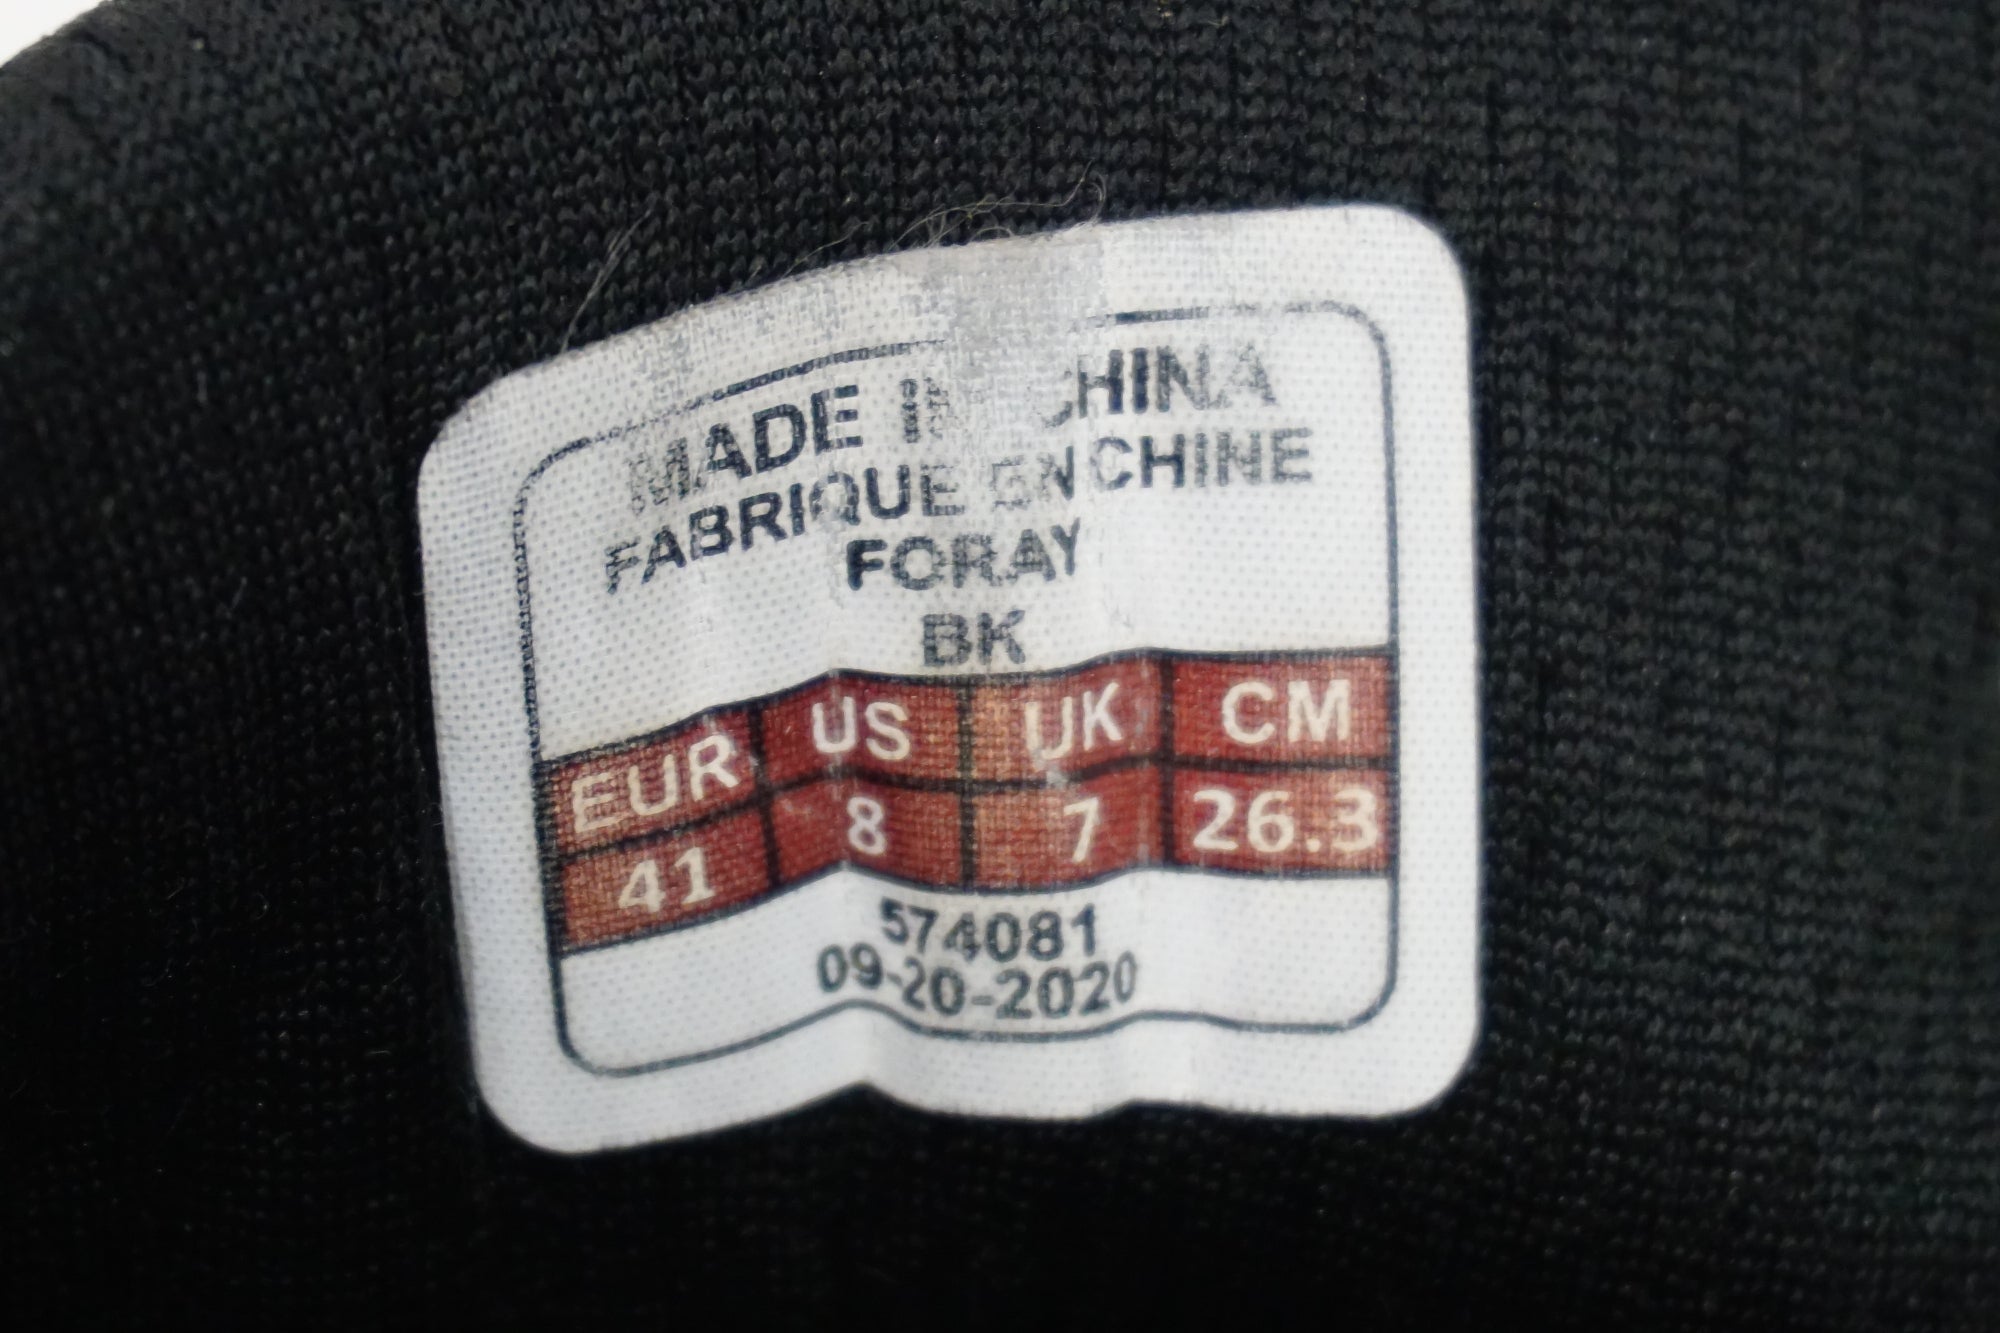 MADE IN CHINA
FABRIQUE EN CHINE
FORAY
BK
EUR US UK CM
41 8 7 26.3
574081
09-20-2020